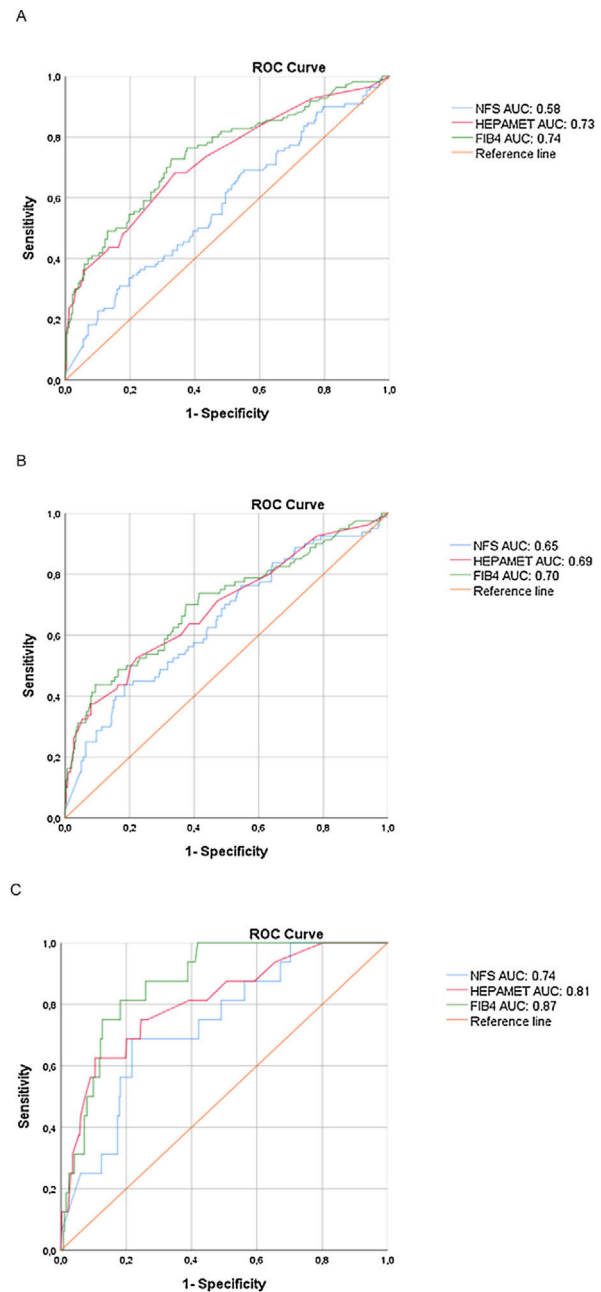 A
ROC Curve
NFS AUC: 0.58
HEPAMET AUC: 0.73
FIB4 AUC: 0.74
Reference line
Sensitivity
1,0
0,8
0,6
0,4
0,2
0,0
0,0 0,2 0,4 0,6 0,8 1,0
1- Specificity
B
ROC Curve
NFS AUC: 0.65
HEPAMET AUC: 0.69
FIB4 AUC: 0.70
Reference line
Sensitivity
1,0
0,8
0,6
0,4
0,2
0,0
0,0 0,2 0,4 0,6 0,8 1,0
1- Specificity
C
ROC Curve
NFS AUC: 0.74
HEPAMET AUC: 0.81
FIB4 AUC: 0.87
Reference line
Sensitivity
1,0
0,8
0,6
0,4
0,2
0,0
0,0 0,2 0,4 0,6 0,8 1,0
1- Specificity